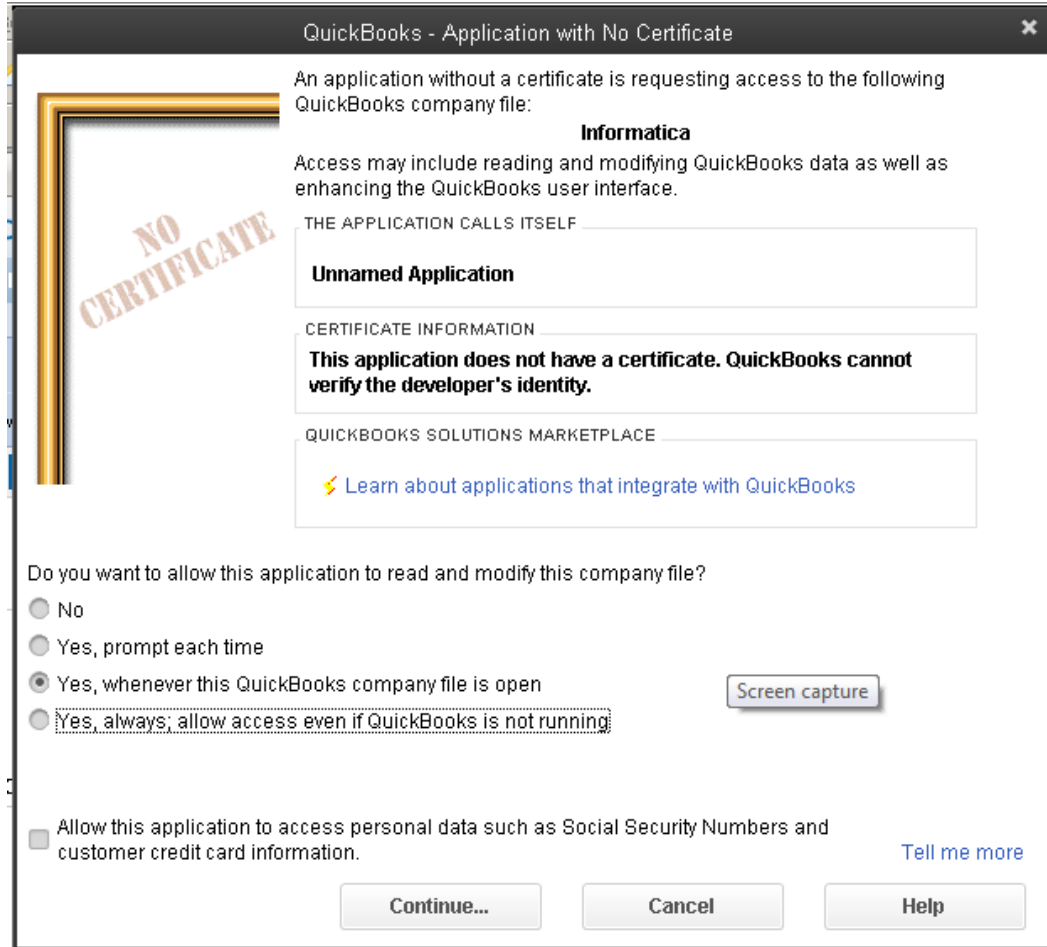 QuickBooks - Application with No Certificate
An application without a certificate is requesting access to the following
QuickBooks company file:
Informatica
Access may include reading and modifying QuickBooks data as well as
enhancing the QuickBooks user interface.
NO
CERTIFICATE
THE APPLICATION CALLS ITSELF
Unnamed Application
CERTIFICATE INFORMATION
This application does not have a certificate. QuickBooks cannot
verify the developer's identity.
QUICKBOOKS SOLUTIONS MARKETPLACE
Learn about applications that integrate with QuickBooks
Do you want to allow this application to read and modify this company file?
No
Yes, prompt each time
Yes, whenever this QuickBooks company file is open
Screen capture
Yes, always; allow access even if QuickBooks is not running
Allow this application to access personal data such as Social Security Numbers and
customer credit card information.
Tell me more
Continue...
Cancel
Help